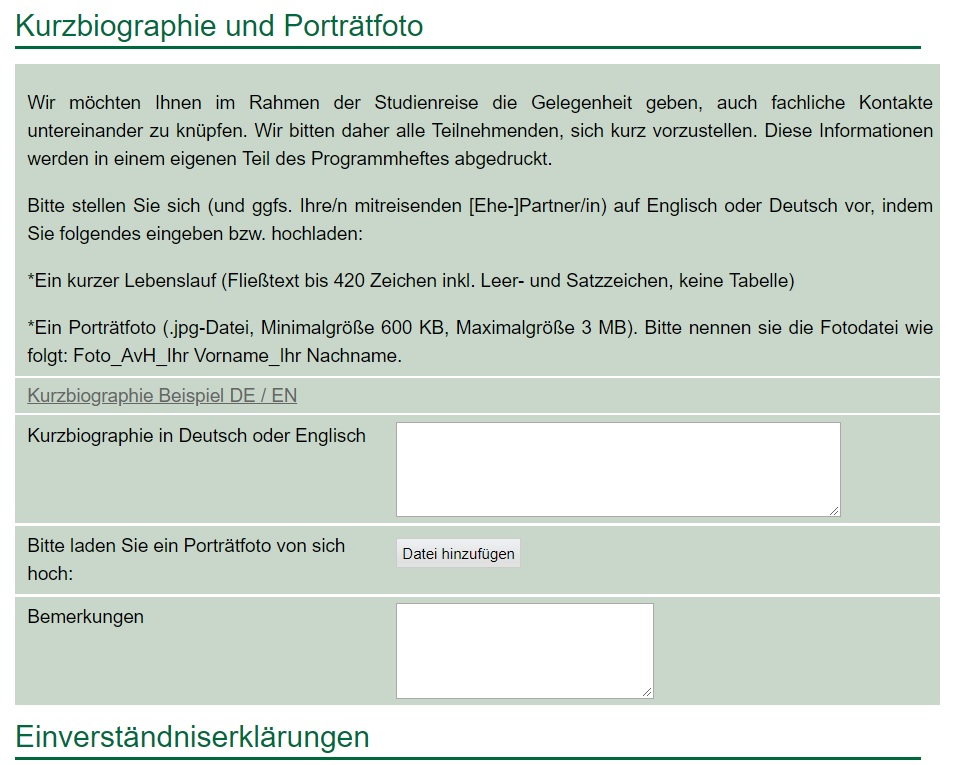 Kurzbiographie und Porträtfoto
Wir möchten Ihnen im Rahmen der Studienreise die Gelegenheit geben, auch fachliche Kontakte
untereinander zu knüpfen. Wir bitten daher alle Teilnehmenden, sich kurz vorzustellen. Diese Informationen
werden in einem eigenen Teil des Programmheftes abgedruckt.
Bitte stellen Sie sich (und ggfs. Ihre/n mitreisenden [Ehe-]Partner/in) auf Englisch oder Deutsch vor, indem
Sie folgendes eingeben bzw. hochladen:
*Ein kurzer Lebenslauf (Fließtext bis 420 Zeichen inkl. Leer- und Satzzeichen, keine Tabelle)
*Ein Porträtfoto (.jpg-Datei, Minimalgröße 600 KB, Maximalgröße 3 MB). Bitte nennen sie die Fotodatei wie
folgt: Foto_AvH_Ihr Vorname_Ihr Nachname.
Kurzbiographie Beispiel DE / EN
Kurzbiographie in Deutsch oder Englisch
Bitte laden Sie ein Porträtfoto von sich
hoch:
Datei hinzufügen
Bemerkungen
Einverständniserklärungen